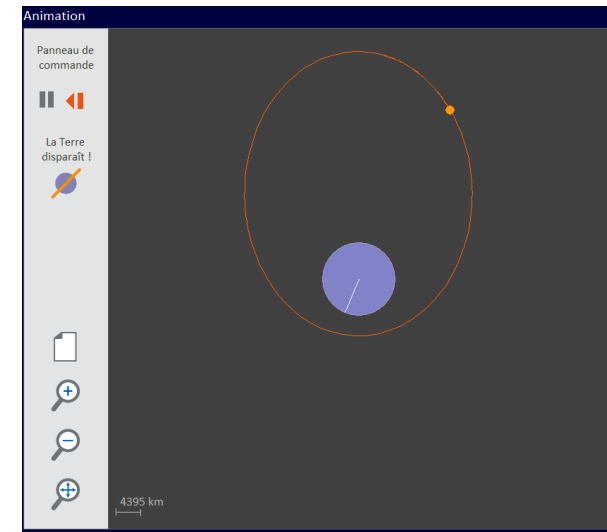 Animation
Panneau de
commande
La Terre
disparaît !
4395 km